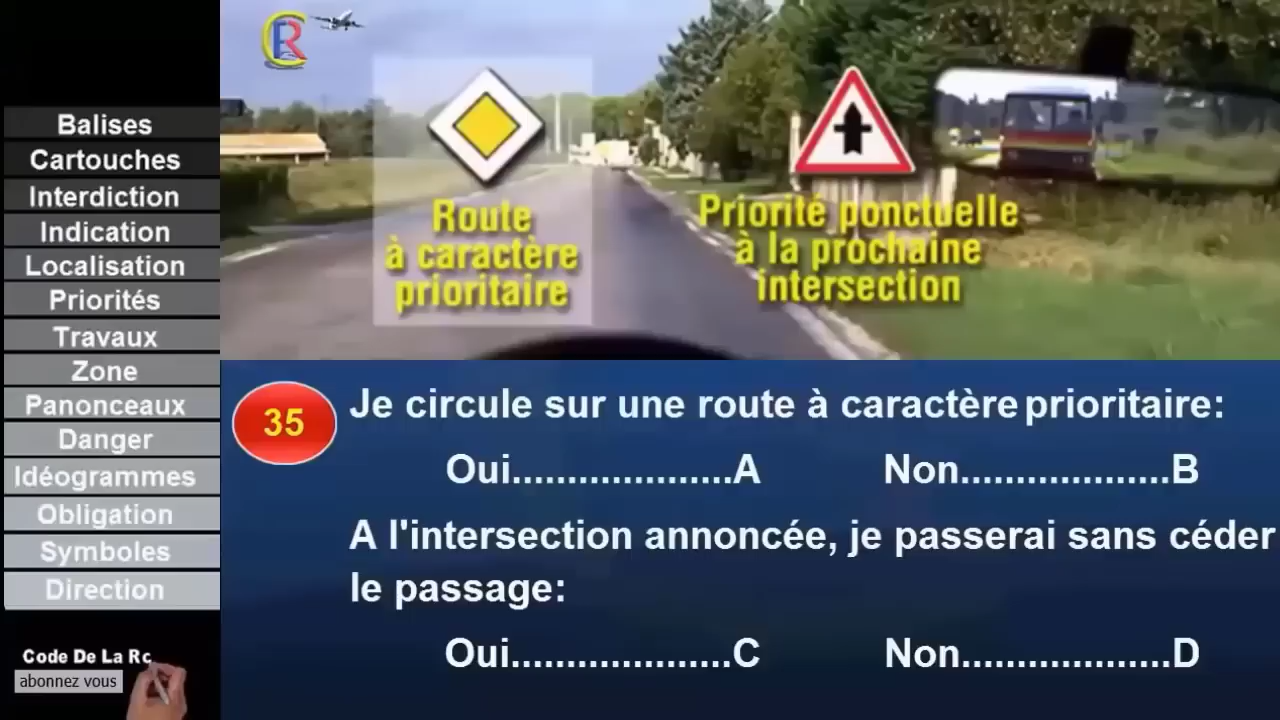 Balises
Cartouches
Interdiction
Indication
Localisation
Priorités
Travaux
Zone
Panonceaux
Danger
Idéogrammes
Obligation
Symboles
Direction
Code De La Rc
abonnez vous
Route
à caractère
prioritaire
Priorité ponctuelle
à la prochaine
intersection
35
Je circule sur une route à caractère prioritaire:
Oui....................A Non...................B
A l'intersection annoncée, je passerai sans céder
le passage:
Oui....................C Non...................D